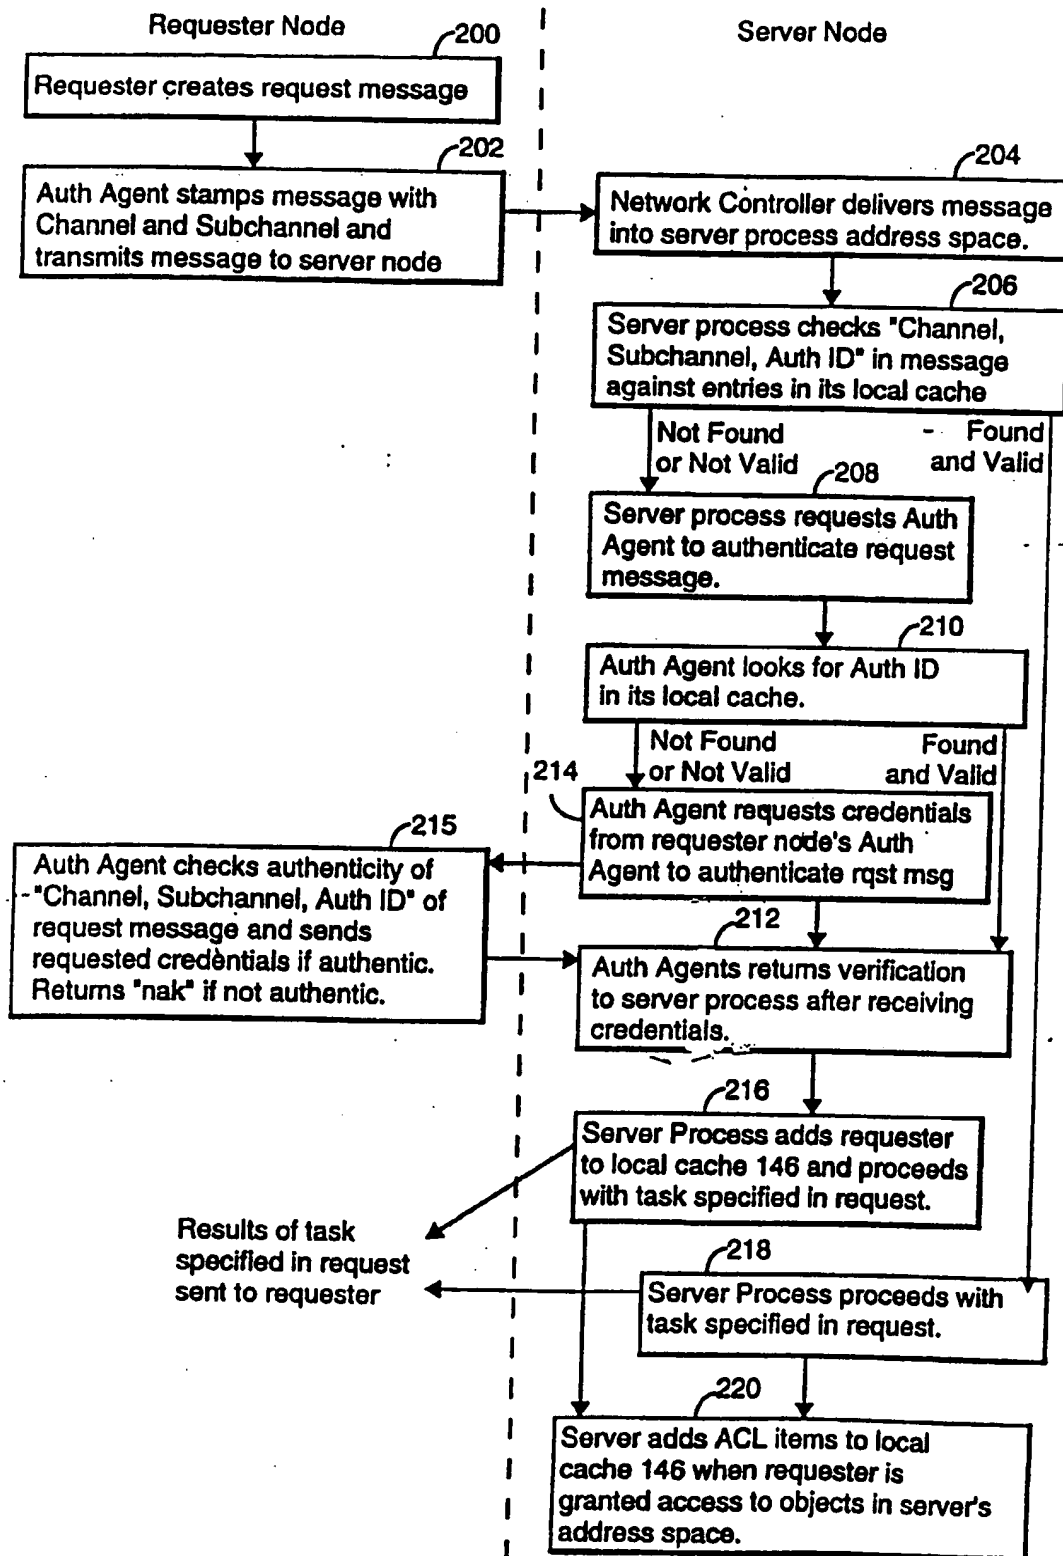 Requester Node
Server Node
200
Requester creates request message
202
Auth Agent stamps message with
Channel and Subchannel and
transmits message to server node
204
Network Controller delivers message
into server process address space.
206
Server process checks "Channel,
Subchannel, Auth ID" in message
against entries in its local cache
Not Found
or Not Valid
Found
and Valid
208
Server process requests Auth
Agent to authenticate request
message.
210
Auth Agent looks for Auth ID
in its local cache.
Not Found
or Not Valid
Found
and Valid
214
Auth Agent requests credentials
from requester node's Auth
Agent to authenticate rqst msg
215
Auth Agent checks authenticity of
"Channel, Subchannel, Auth ID" of
request message and sends
requested credentials if authentic.
Returns "nak" if not authentic.
212
Auth Agents returns verification
to server process after receiving
credentials.
216
Server Process adds requester
to local cache 146 and proceeds
with task specified in request.
Results of task
specified in request
sent to requester
218
Server Process proceeds with
task specified in request.
220
Server adds ACL items to local
cache 146 when requester is
granted access to objects in server's
address space.